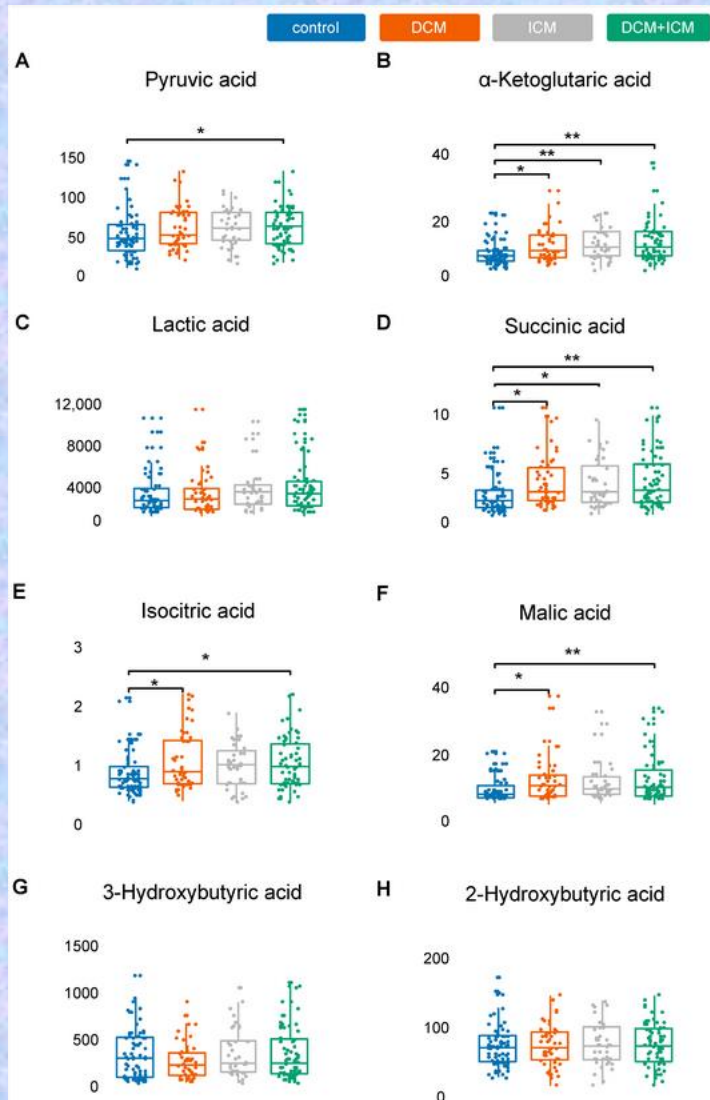 control DCM ICM DCM+ICM
A
Pyruvic acid
*
150
100
50
0
B
α-Ketoglutaric acid
**
**
*
40
20
0
C
Lactic acid
12,000
8000
4000
0
D
Succinic acid
**
*
*
10
5
0
E
Isocitric acid
*
*
3
2
1
0
F
Malic acid
**
*
40
20
0
G
3-Hydroxybutyric acid
1500
1000
500
0
H
2-Hydroxybutyric acid
200
100
0